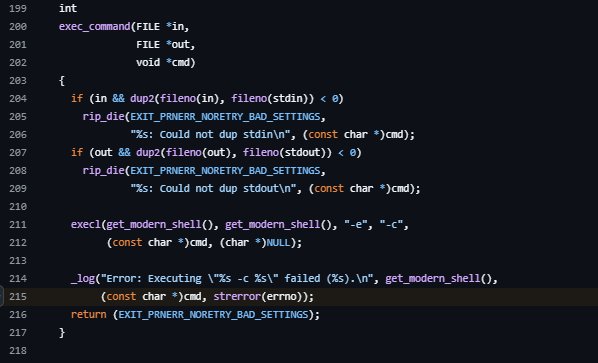 199 int
200 exec_command(FILE *in,
201              FILE *out,
202              void *cmd)
203 {
204   if (in && dup2(fileno(in), fileno(stdin)) < 0)
205     rip_die(EXIT_PRNERR_NORETRY_BAD_SETTINGS,
206             "%s: Could not dup stdin\n", (const char *)cmd);
207   if (out && dup2(fileno(out), fileno(stdout)) < 0)
208     rip_die(EXIT_PRNERR_NORETRY_BAD_SETTINGS,
209             "%s: Could not dup stdout\n", (const char *)cmd);
210
211   execl(get_modern_shell(), get_modern_shell(), "-e", "-c",
212         (const char *)cmd, (char *)NULL);
213
214   _log("Error: Executing \"%s -c %s\" failed (%s).\n", get_modern_shell(),
215        (const char *)cmd, strerror(errno));
216   return (EXIT_PRNERR_NORETRY_BAD_SETTINGS);
217 }
218